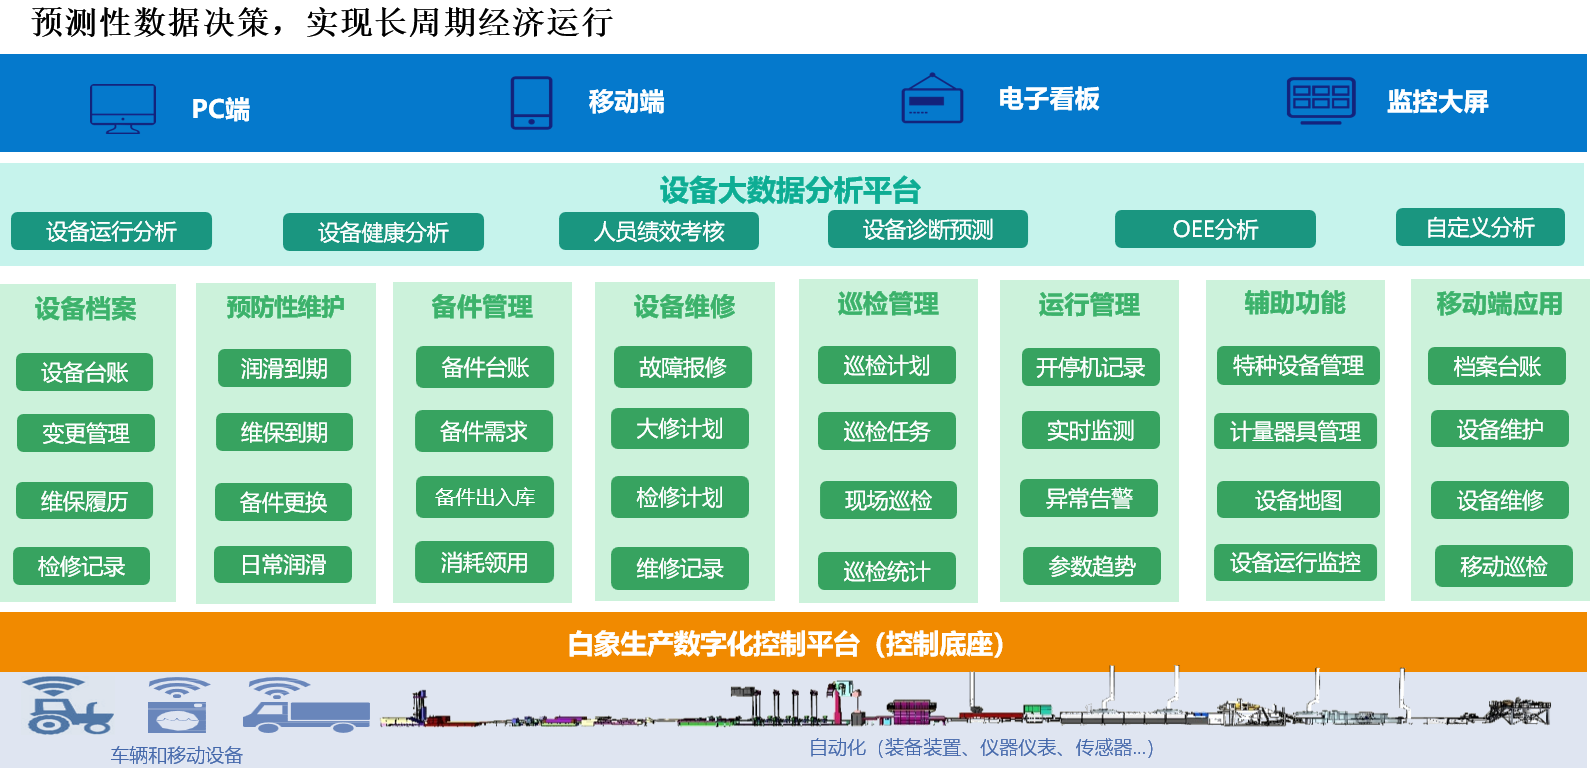 预测性数据决策，实现长周期经济运行
PC端
移动端
电子看板
监控大屏
设备大数据分析平台
设备运行分析
设备健康分析
人员绩效考核
设备诊断预测
OEE分析
自定义分析
设备档案
设备台账
变更管理
维保履历
检修记录
预防性维护
润滑到期
维保到期
备件更换
日常润滑
备件管理
备件台账
备件需求
备件出入库
消耗领用
设备维修
故障报修
大修计划
检修计划
维修记录
巡检管理
巡检计划
巡检任务
现场巡检
巡检统计
运行管理
开停机记录
实时监测
异常告警
参数趋势
辅助功能
特种设备管理
计量器具管理
设备地图
设备运行监控
移动端应用
档案台账
设备维护
设备维修
移动巡检
白象生产数字化控制平台（控制底座）
车辆和移动设备
自动化（装备装置、仪器仪表、传感器...）